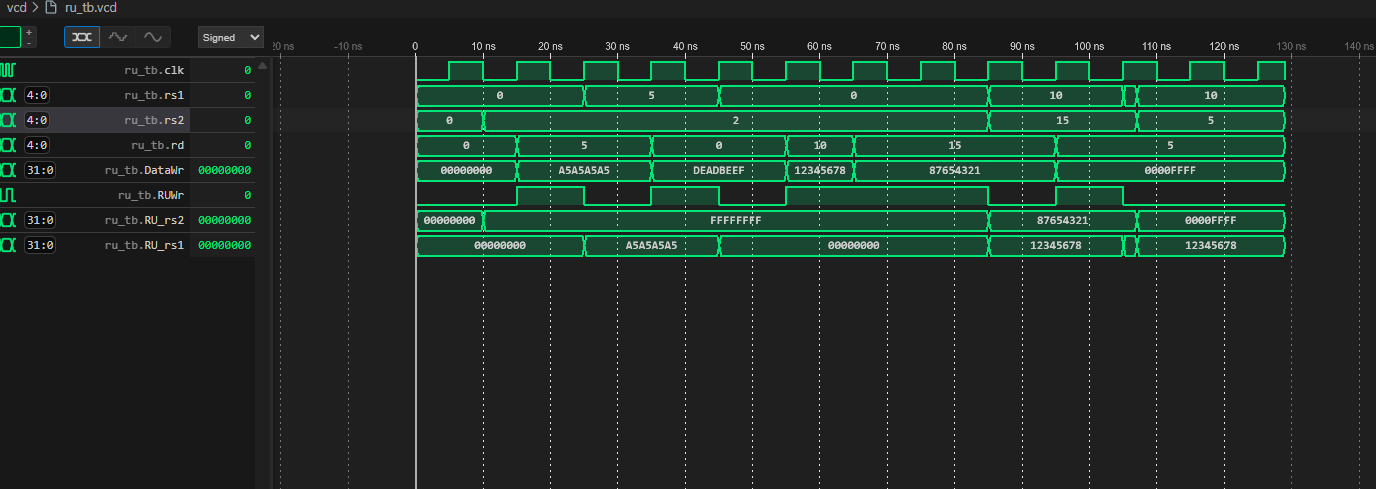 vcd > ru_tb.vcd
+
-
Signed
-20 ns -10 ns 0 10 ns 20 ns 30 ns 40 ns 50 ns 60 ns 70 ns 80 ns 90 ns 100 ns 110 ns 120 ns 130 ns 140 ns
ru_tb.clk 0
4:0 ru_tb.rs1 0 0 5 0 10 10
4:0 ru_tb.rs2 0 0 2 15 5
4:0 ru_tb.rd 0 0 5 0 10 15 5
31:0 ru_tb.DataWr 00000000 00000000 A5A5A5A5 DEADBEEF 12345678 87654321 0000FFFF
ru_tb.RUWr 0
31:0 ru_tb.RU_rs2 00000000 00000000 FFFFFFFF 87654321 0000FFFF
31:0 ru_tb.RU_rs1 00000000 00000000 A5A5A5A5 00000000 12345678 12345678